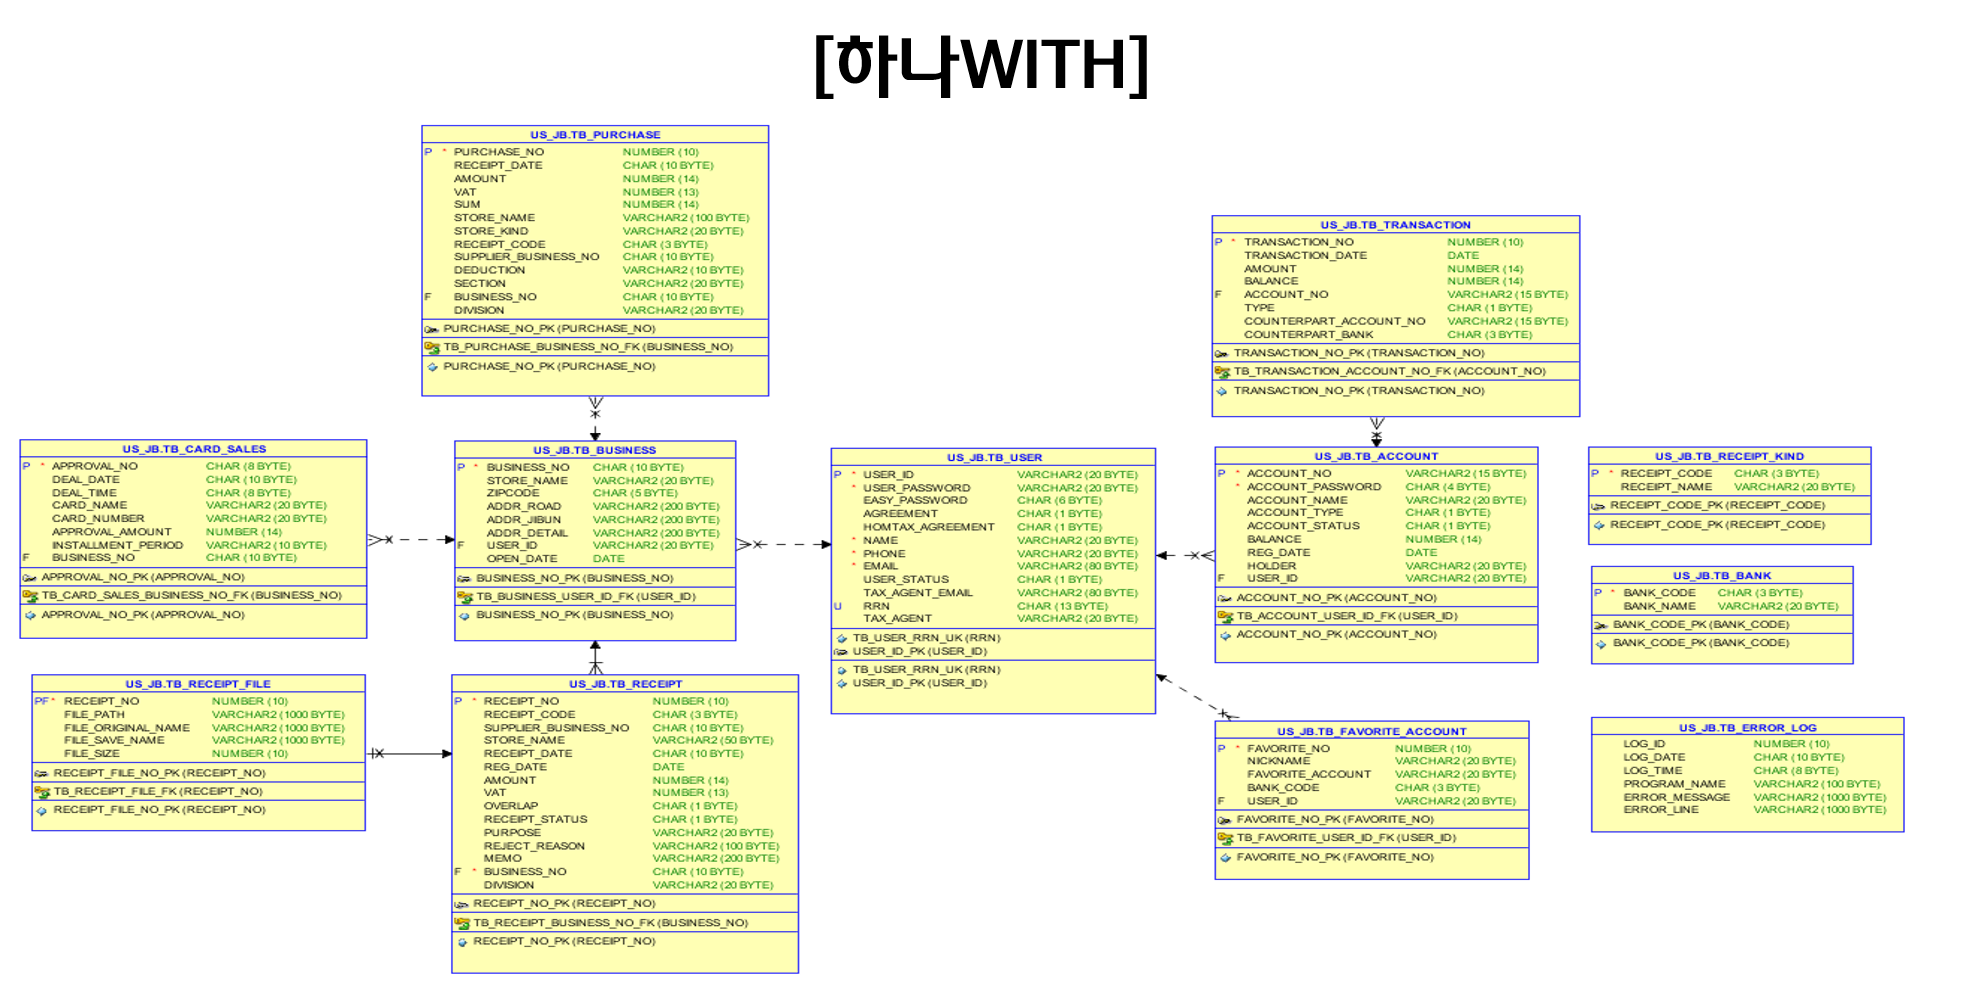 [하나WITH]
US_JB.TB_PURCHASE
P * PURCHASE_NO NUMBER (10)
RECEIPT_DATE CHAR (10 BYTE)
AMOUNT NUMBER (14)
VAT NUMBER (13)
SUM NUMBER (14)
STORE_NAME VARCHAR2 (100 BYTE)
STORE_KIND VARCHAR2 (20 BYTE)
RECEIPT_CODE CHAR (3 BYTE)
SUPPLIER_BUSINESS_NO CHAR (10 BYTE)
DEDUCTION VARCHAR2 (10 BYTE)
SECTION VARCHAR2 (20 BYTE)
F BUSINESS_NO CHAR (10 BYTE)
DIVISION VARCHAR2 (20 BYTE)
PURCHASE_NO_PK (PURCHASE_NO)
TB_PURCHASE_BUSINESS_NO_FK (BUSINESS_NO)
PURCHASE_NO_PK (PURCHASE_NO)
US_JB.TB_TRANSACTION
P * TRANSACTION_NO NUMBER (10)
TRANSACTION_DATE DATE
AMOUNT NUMBER (14)
BALANCE NUMBER (14)
F ACCOUNT_NO VARCHAR2 (15 BYTE)
TYPE CHAR (1 BYTE)
COUNTERPART_ACCOUNT_NO VARCHAR2 (15 BYTE)
COUNTERPART_BANK CHAR (3 BYTE)
TRANSACTION_NO_PK (TRANSACTION_NO)
TB_TRANSACTION_ACCOUNT_NO_FK (ACCOUNT_NO)
TRANSACTION_NO_PK (TRANSACTION_NO)
US_JB.TB_CARD_SALES
P * APPROVAL_NO CHAR (8 BYTE)
DEAL_DATE CHAR (10 BYTE)
DEAL_TIME CHAR (8 BYTE)
CARD_NAME VARCHAR2 (20 BYTE)
CARD_NUMBER VARCHAR2 (20 BYTE)
APPROVAL_AMOUNT NUMBER (14)
INSTALLMENT_PERIOD VARCHAR2 (10 BYTE)
F BUSINESS_NO CHAR (10 BYTE)
APPROVAL_NO_PK (APPROVAL_NO)
TB_CARD_SALES_BUSINESS_NO_FK (BUSINESS_NO)
APPROVAL_NO_PK (APPROVAL_NO)
US_JB.TB_BUSINESS
P * BUSINESS_NO CHAR (10 BYTE)
STORE_NAME VARCHAR2 (20 BYTE)
ZIPCODE CHAR (5 BYTE)
ADDR_ROAD VARCHAR2 (200 BYTE)
ADDR_JIBUN VARCHAR2 (200 BYTE)
ADDR_DETAIL VARCHAR2 (200 BYTE)
F USER_ID VARCHAR2 (20 BYTE)
OPEN_DATE DATE
BUSINESS_NO_PK (BUSINESS_NO)
TB_BUSINESS_USER_ID_FK (USER_ID)
BUSINESS_NO_PK (BUSINESS_NO)
US_JB.TB_USER
P * USER_ID VARCHAR2 (20 BYTE)
* USER_PASSWORD VARCHAR2 (20 BYTE)
EASY_PASSWORD CHAR (6 BYTE)
AGREEMENT CHAR (1 BYTE)
HOMTAX_AGREEMENT CHAR (1 BYTE)
* NAME VARCHAR2 (20 BYTE)
* PHONE VARCHAR2 (20 BYTE)
* EMAIL VARCHAR2 (80 BYTE)
USER_STATUS CHAR (1 BYTE)
TAX_AGENT_EMAIL VARCHAR2 (80 BYTE)
U RRN CHAR (13 BYTE)
TAX_AGENT VARCHAR2 (20 BYTE)
TB_USER_RRN_UK (RRN)
USER_ID_PK (USER_ID)
TB_USER_RRN_UK (RRN)
USER_ID_PK (USER_ID)
US_JB.TB_ACCOUNT
P * ACCOUNT_NO VARCHAR2 (15 BYTE)
* ACCOUNT_PASSWORD CHAR (4 BYTE)
ACCOUNT_NAME VARCHAR2 (20 BYTE)
ACCOUNT_TYPE CHAR (1 BYTE)
ACCOUNT_STATUS CHAR (1 BYTE)
BALANCE NUMBER (14)
REG_DATE DATE
HOLDER VARCHAR2 (20 BYTE)
F USER_ID VARCHAR2 (20 BYTE)
ACCOUNT_NO_PK (ACCOUNT_NO)
TB_ACCOUNT_USER_ID_FK (USER_ID)
ACCOUNT_NO_PK (ACCOUNT_NO)
US_JB.TB_RECEIPT_KIND
P * RECEIPT_CODE CHAR (3 BYTE)
RECEIPT_NAME VARCHAR2 (20 BYTE)
RECEIPT_CODE_PK (RECEIPT_CODE)
RECEIPT_CODE_PK (RECEIPT_CODE)
US_JB.TB_BANK
P * BANK_CODE CHAR (3 BYTE)
BANK_NAME VARCHAR2 (20 BYTE)
BANK_CODE_PK (BANK_CODE)
BANK_CODE_PK (BANK_CODE)
US_JB.TB_RECEIPT_FILE
PF * RECEIPT_NO NUMBER (10)
FILE_PATH VARCHAR2 (1000 BYTE)
FILE_ORIGINAL_NAME VARCHAR2 (1000 BYTE)
FILE_SAVE_NAME VARCHAR2 (1000 BYTE)
FILE_SIZE NUMBER (10)
RECEIPT_FILE_NO_PK (RECEIPT_NO)
TB_RECEIPT_FILE_FK (RECEIPT_NO)
RECEIPT_FILE_NO_PK (RECEIPT_NO)
US_JB.TB_RECEIPT
P * RECEIPT_NO NUMBER (10)
RECEIPT_CODE CHAR (3 BYTE)
SUPPLIER_BUSINESS_NO CHAR (10 BYTE)
STORE_NAME VARCHAR2 (50 BYTE)
RECEIPT_DATE CHAR (10 BYTE)
REG_DATE DATE
AMOUNT NUMBER (14)
VAT NUMBER (13)
OVERLAP CHAR (1 BYTE)
RECEIPT_STATUS CHAR (1 BYTE)
PURPOSE VARCHAR2 (20 BYTE)
REJECT_REASON VARCHAR2 (100 BYTE)
MEMO VARCHAR2 (200 BYTE)
F * BUSINESS_NO CHAR (10 BYTE)
DIVISION VARCHAR2 (20 BYTE)
RECEIPT_NO_PK (RECEIPT_NO)
TB_RECEIPT_BUSINESS_NO_FK (BUSINESS_NO)
RECEIPT_NO_PK (RECEIPT_NO)
US_JB.TB_FAVORITE_ACCOUNT
P * FAVORITE_NO NUMBER (10)
NICKNAME VARCHAR2 (20 BYTE)
FAVORITE_ACCOUNT VARCHAR2 (20 BYTE)
BANK_CODE CHAR (3 BYTE)
F USER_ID VARCHAR2 (20 BYTE)
FAVORITE_NO_PK (FAVORITE_NO)
TB_FAVORITE_USER_ID_FK (USER_ID)
FAVORITE_NO_PK (FAVORITE_NO)
US_JB.TB_ERROR_LOG
LOG_ID NUMBER (10)
LOG_DATE CHAR (10 BYTE)
LOG_TIME CHAR (8 BYTE)
PROGRAM_NAME VARCHAR2 (100 BYTE)
ERROR_MESSAGE VARCHAR2 (1000 BYTE)
ERROR_LINE VARCHAR2 (1000 BYTE)